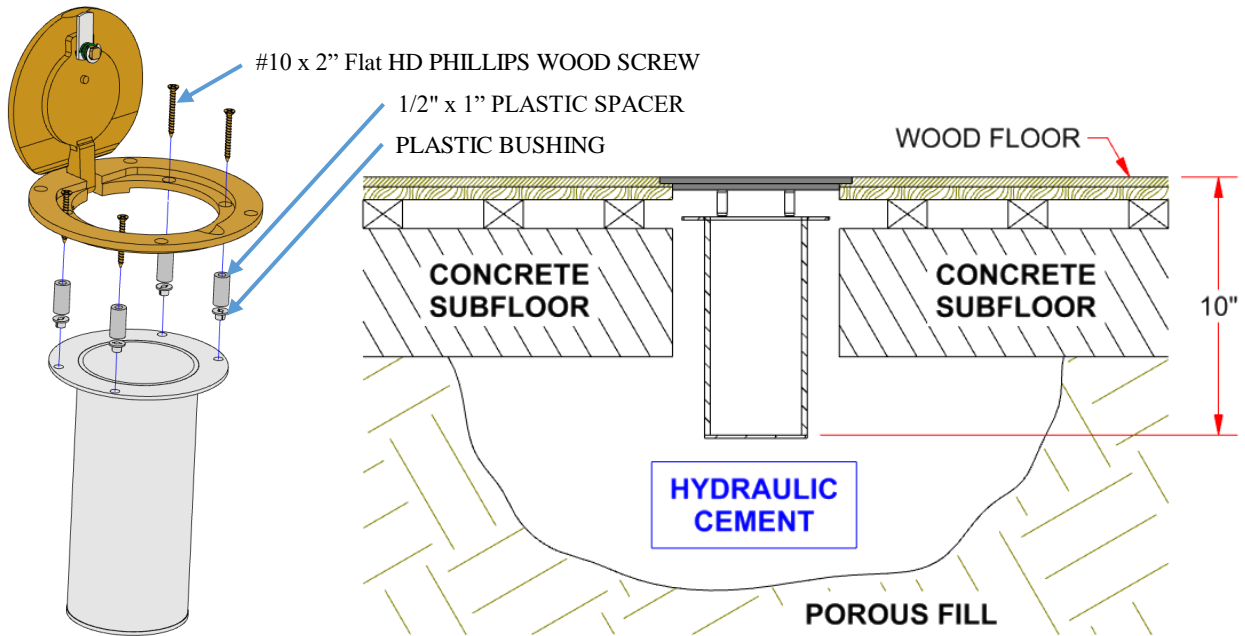 #10 x 2” Flat HD PHILLIPS WOOD SCREW
1/2" x 1” PLASTIC SPACER
PLASTIC BUSHING
WOOD FLOOR
CONCRETE
SUBFLOOR
CONCRETE
SUBFLOOR
10"
HYDRAULIC
CEMENT
POROUS FILL